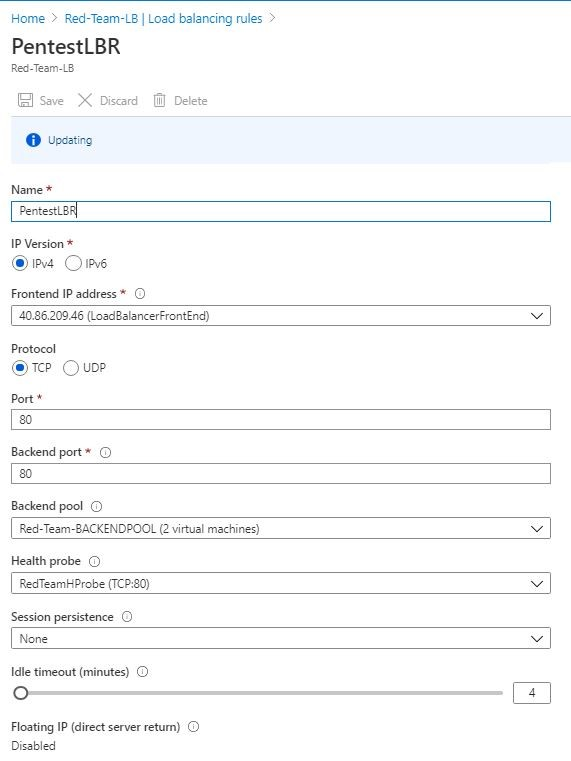 Home > Red-Team-LB | Load balancing rules >
PentestLBR
Red-Team-LB
Save Discard Delete
Updating
Name *
PentestLBR
IP Version *
IPv4 IPv6
Frontend IP address *
40.86.209.46 (LoadBalancerFrontEnd)
Protocol
TCP UDP
Port *
80
Backend port *
80
Backend pool
Red-Team-BACKENDPOOL (2 virtual machines)
Health probe
RedTeamHProbe (TCP:80)
Session persistence
None
Idle timeout (minutes)
4
Floating IP (direct server return)
Disabled